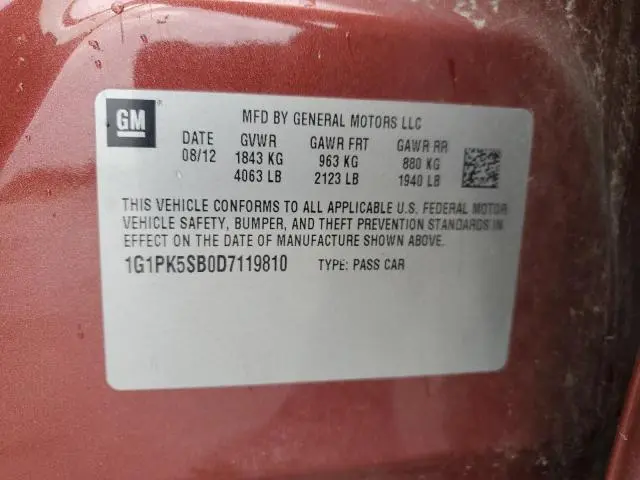 GM
MFD BY GENERAL MOTORS LLC
DATE GVWR GAWR FRT GAWR RR
08/12 1843 KG 963 KG 880 KG
4063 LB 2123 LB 1940 LB
THIS VEHICLE CONFORMS TO ALL APPLICABLE U.S. FEDERAL MOTOR
VEHICLE SAFETY, BUMPER, AND THEFT PREVENTION STANDARDS IN
EFFECT ON THE DATE OF MANUFACTURE SHOWN ABOVE.
1G1PK5SB0D7119810 TYPE: PASS CAR